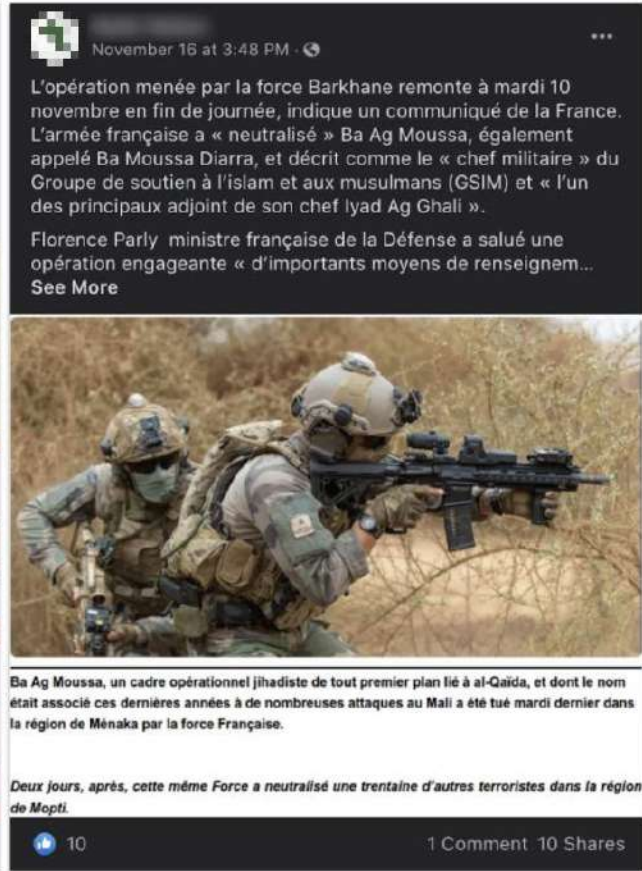 November 16 at 3:48 PM ·
L'opération menée par la force Barkhane remonte à mardi 10
novembre en fin de journée, indique un communiqué de la France.
L'armée française a « neutralisé » Ba Ag Moussa, également
appelé Ba Moussa Diarra, et décrit comme le « chef militaire » du
Groupe de soutien à l'islam et aux musulmans (GSIM) et « l'un
des principaux adjoint de son chef Iyad Ag Ghali ».
Florence Parly ministre française de la Défense a salué une
opération engageante « d'importants moyens de renseignem...
See More
Ba Ag Moussa, un cadre opérationnel jihadiste de tout premier plan lié à al-Qaïda, et dont le nom
était associé ces dernières années à de nombreuses attaques au Mali a été tué mardi dernier dans
la région de Ménaka par la force Française.
Deux jours, après, cette même Force a neutralisé une trentaine d'autres terroristes dans la région
de Mopti.
10
1 Comment 10 Shares